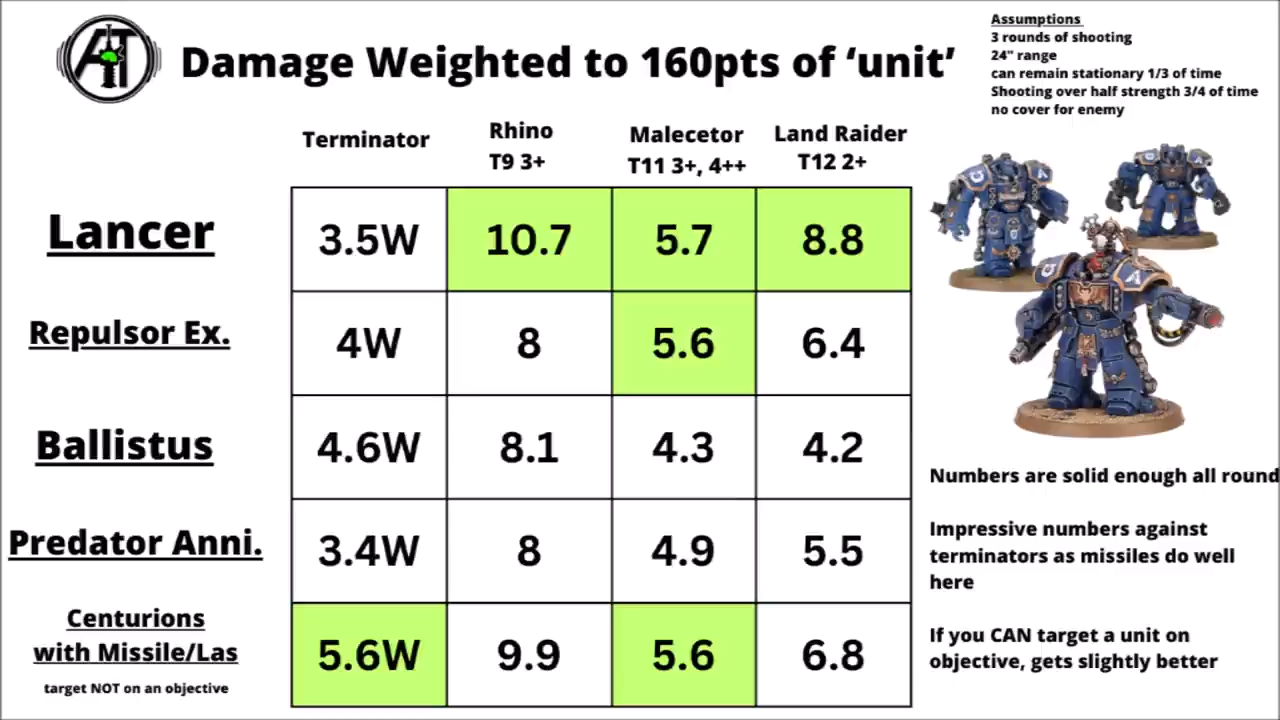 AT
Damage Weighted to 160pts of ‘unit’
Assumptions
3 rounds of shooting
24" range
can remain stationary 1/3 of time
Shooting over half strength 3/4 of time
no cover for enemy
Terminator
Rhino
T9 3+
Malecetor
T11 3+, 4++
Land Raider
T12 2+
Lancer 3.5W 10.7 5.7 8.8
Repulsor Ex. 4W 8 5.6 6.4
Ballistus 4.6W 8.1 4.3 4.2
Predator Anni. 3.4W 8 4.9 5.5
Centurions
with Missile/Las
target NOT on an objective
5.6W 9.9 5.6 6.8
Numbers are solid enough all round
Impressive numbers against
terminators as missiles do well
here
If you CAN target a unit on
objective, gets slightly better